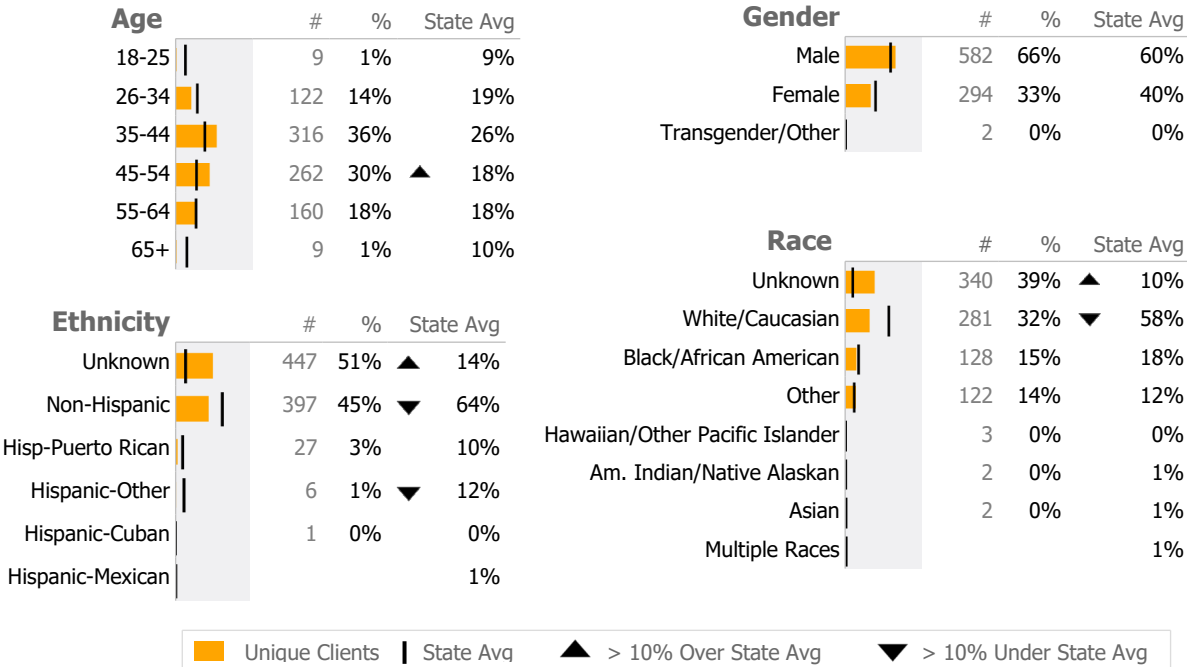 Age # % State Avg
18-25 9 1% 9%
26-34 122 14% 19%
35-44 316 36% 26%
45-54 262 30% ▲ 18%
55-64 160 18% 18%
65+ 9 1% 10%
Ethnicity # % State Avg
Unknown 447 51% ▲ 14%
Non-Hispanic 397 45% ▼ 64%
Hisp-Puerto Rican 27 3% 10%
Hispanic-Other 6 1% ▼ 12%
Hispanic-Cuban 1 0% 0%
Hispanic-Mexican 1%
Gender # % State Avg
Male 582 66% 60%
Female 294 33% 40%
Transgender/Other 2 0% 0%
Race # % State Avg
Unknown 340 39% ▲ 10%
White/Caucasian 281 32% ▼ 58%
Black/African American 128 15% 18%
Other 122 14% 12%
Hawaiian/Other Pacific Islander 3 0% 0%
Am. Indian/Native Alaskan 2 0% 1%
Asian 2 0% 1%
Multiple Races 1%
Unique Clients | State Avg ▲ > 10% Over State Avg ▼ > 10% Under State Avg